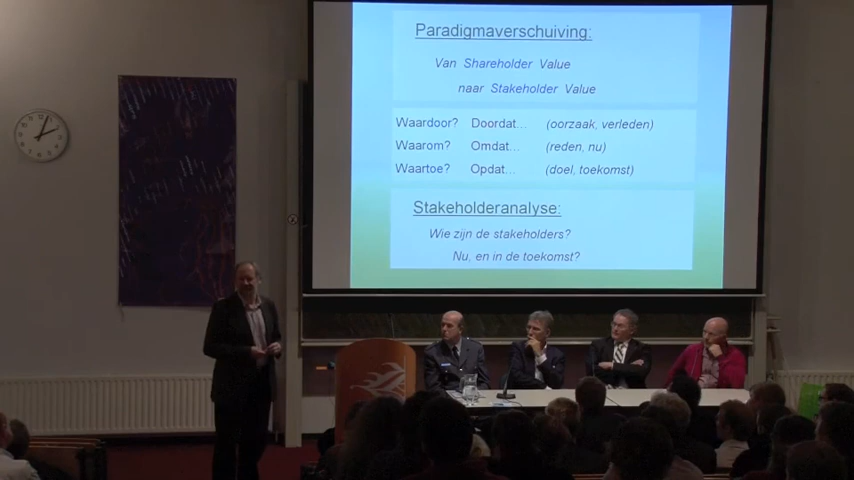 Paradigmaverschuiving:
Van Shareholder Value
naar Stakeholder Value
Waardoor? Doordat... (oorzaak, verleden)
Waarom? Omdat... (reden, nu)
Waartoe? Opdat... (doel, toekomst)
Stakeholderanalyse:
Wie zijn de stakeholders?
Nu, en in de toekomst?